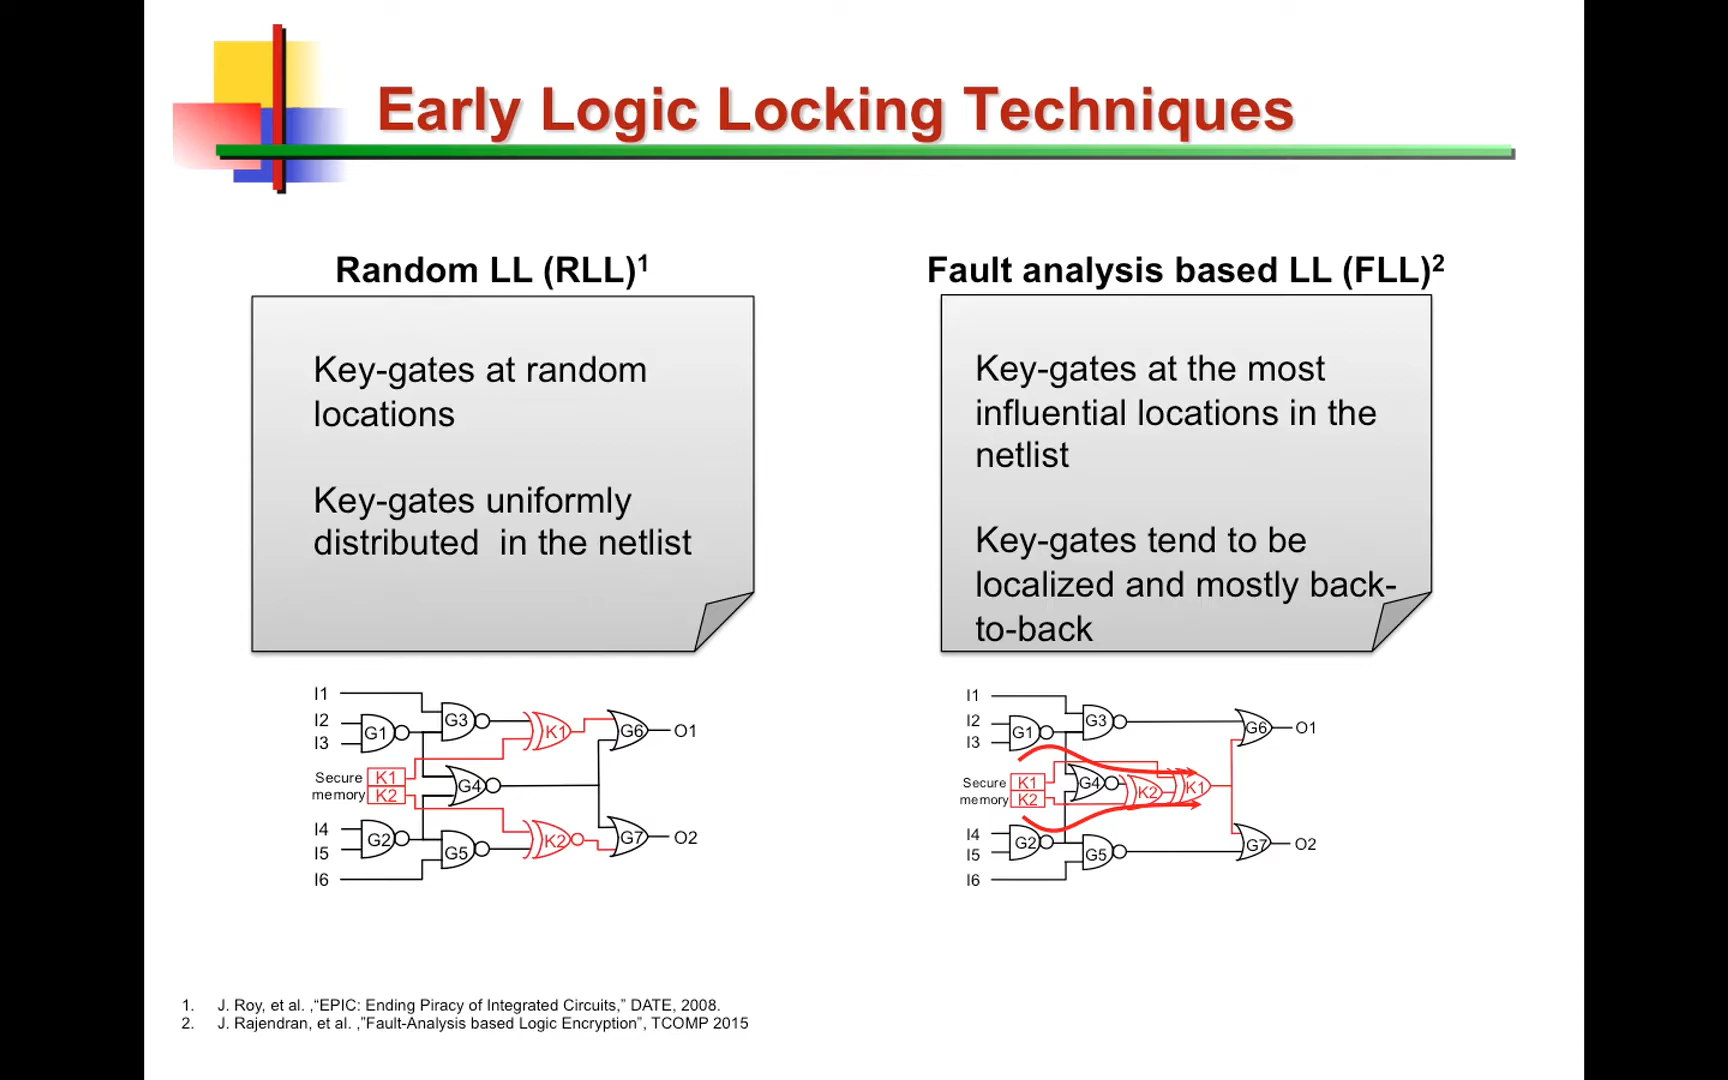 Early Logic Locking Techniques
Random LL (RLL)1
Key-gates at random
locations
Key-gates uniformly
distributed in the netlist
Fault analysis based LL (FLL)2
Key-gates at the most
influential locations in the
netlist
Key-gates tend to be
localized and mostly back-
to-back
I1
I2
I3
G1
G3
K1
G6
O1
Secure
memory
K1
K2
G4
I4
I5
I6
G2
G5
K2
G7
O2
I1
I2
I3
G1
G3
G6
O1
Secure
memory
K1
K2
G4
K2
K1
I4
I5
I6
G2
G5
G7
O2
1. J. Roy, et al. ,“EPIC: Ending Piracy of Integrated Circuits,” DATE, 2008.
2. J. Rajendran, et al. ,”Fault-Analysis based Logic Encryption”, TCOMP 2015